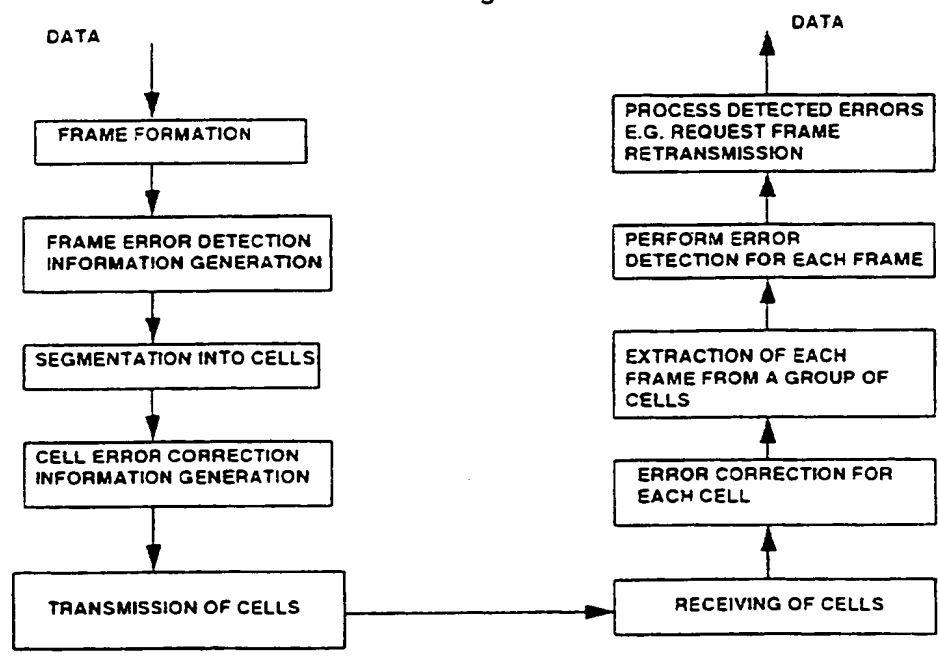 DATA
FRAME FORMATION
FRAME ERROR DETECTION
INFORMATION GENERATION
SEGMENTATION INTO CELLS
CELL ERROR CORRECTION
INFORMATION GENERATION
TRANSMISSION OF CELLS
DATA
PROCESS DETECTED ERRORS
E.G. REQUEST FRAME
RETRANSMISSION
PERFORM ERROR
DETECTION FOR EACH FRAME
EXTRACTION OF EACH
FRAME FROM A GROUP OF
CELLS
ERROR CORRECTION FOR
EACH CELL
RECEIVING OF CELLS